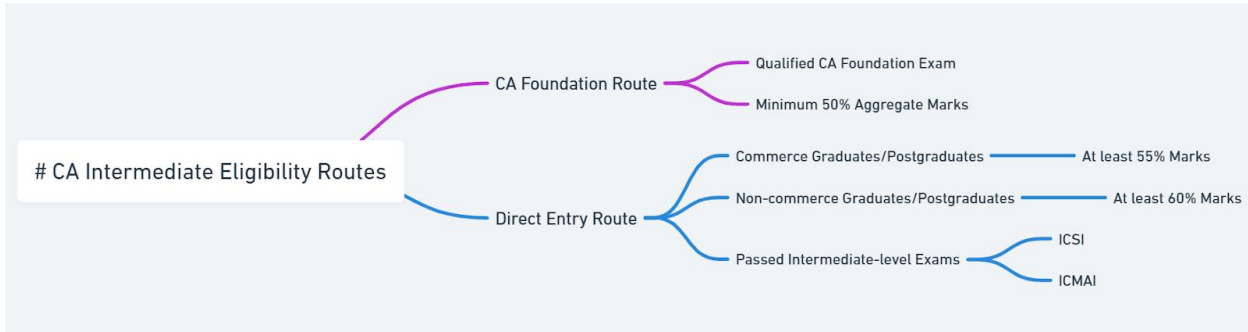 # CA Intermediate Eligibility Routes
CA Foundation Route
Qualified CA Foundation Exam
Minimum 50% Aggregate Marks
Direct Entry Route
Commerce Graduates/Postgraduates
At least 55% Marks
Non-commerce Graduates/Postgraduates
At least 60% Marks
Passed Intermediate-level Exams
ICSI
ICMAI